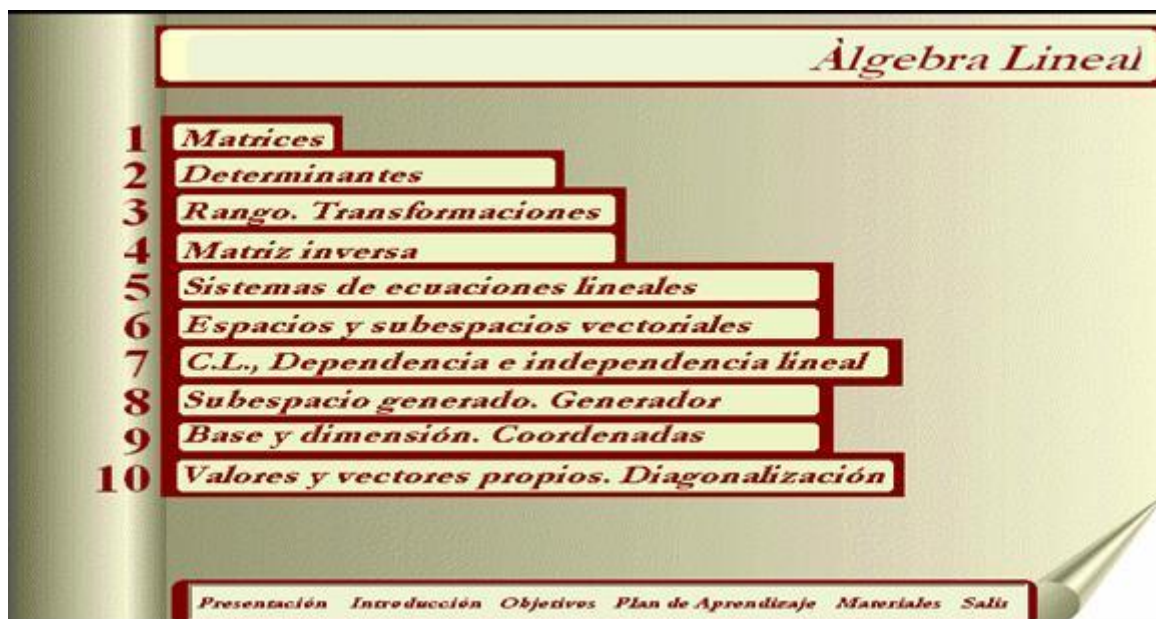 Àlgebra Lineal
1 Matrices
2 Determinantes
3 Rango. Transformaciones
4 Matriz inversa
5 Sistemas de ecuaciones lineales
6 Espacios y subespacios vectoriales
7 C.L., Dependencia e independencia lineal
8 Subespacio generado. Generador
9 Base y dimensión. Coordenadas
10 Valores y vectores propios. Diagonalización
Presentación Introducción Objetivos Plan de Aprendizaje Materiales Salir